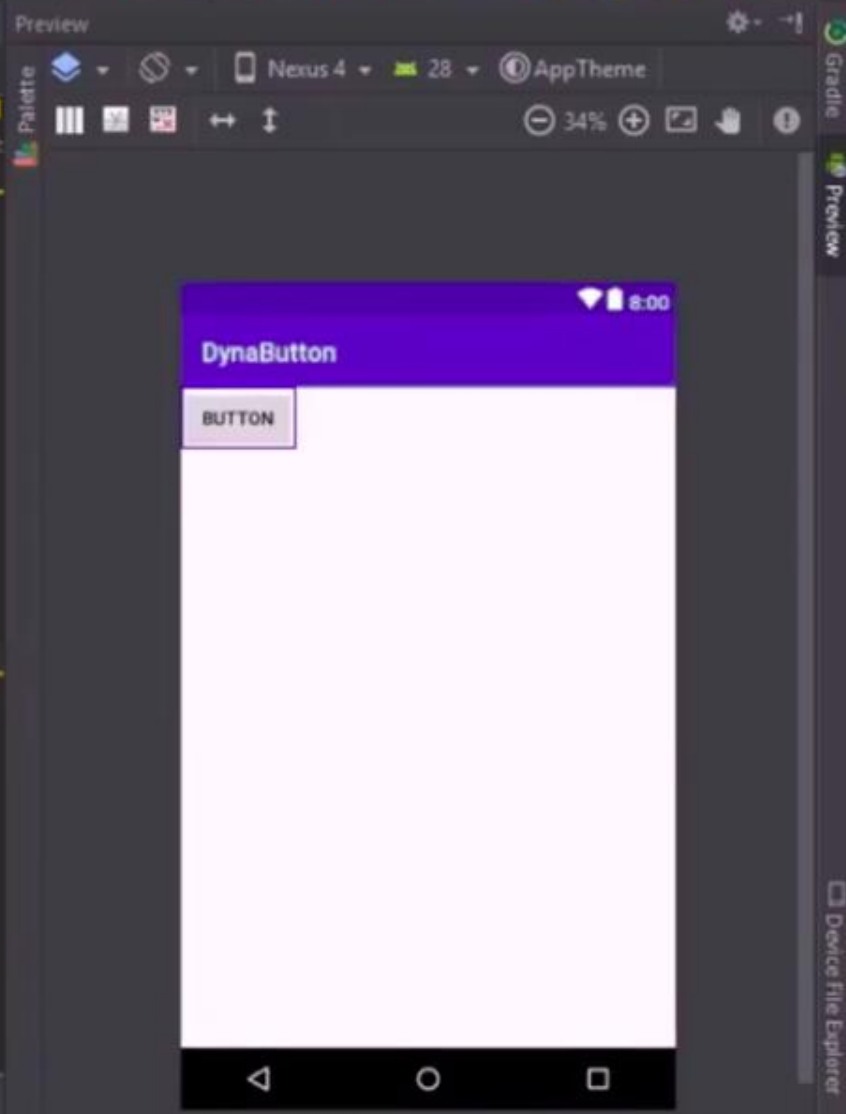 Preview
Palette
Nexus 4
28
AppTheme
34%
Gradle
Preview
8:00
DynaButton
BUTTON
Device File Explorer